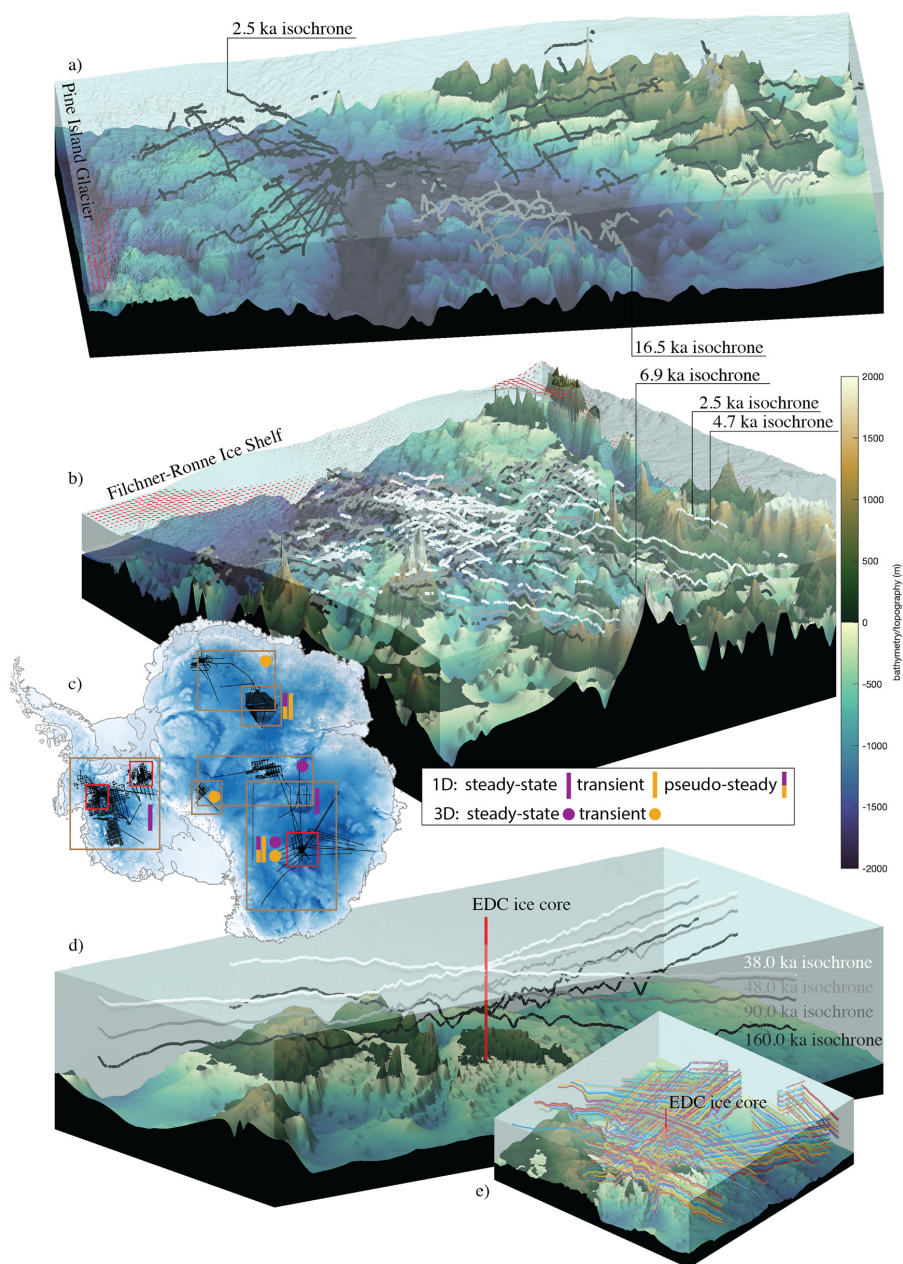 2.5 ka isochrone
a)
Pine Island Glacier
16.5 ka isochrone
6.9 ka isochrone
2.5 ka isochrone
4.7 ka isochrone
b)
Filchner-Ronne Ice Shelf
2000
1500
1000
500
0
-500
-1000
-1500
-2000
bathymetry/topography (m)
c)
1D: steady-state transient pseudo-steady
3D: steady-state transient
d)
EDC ice core
38.0 ka isochrone
48.0 ka isochrone
90.0 ka isochrone
160.0 ka isochrone
EDC ice core
e)